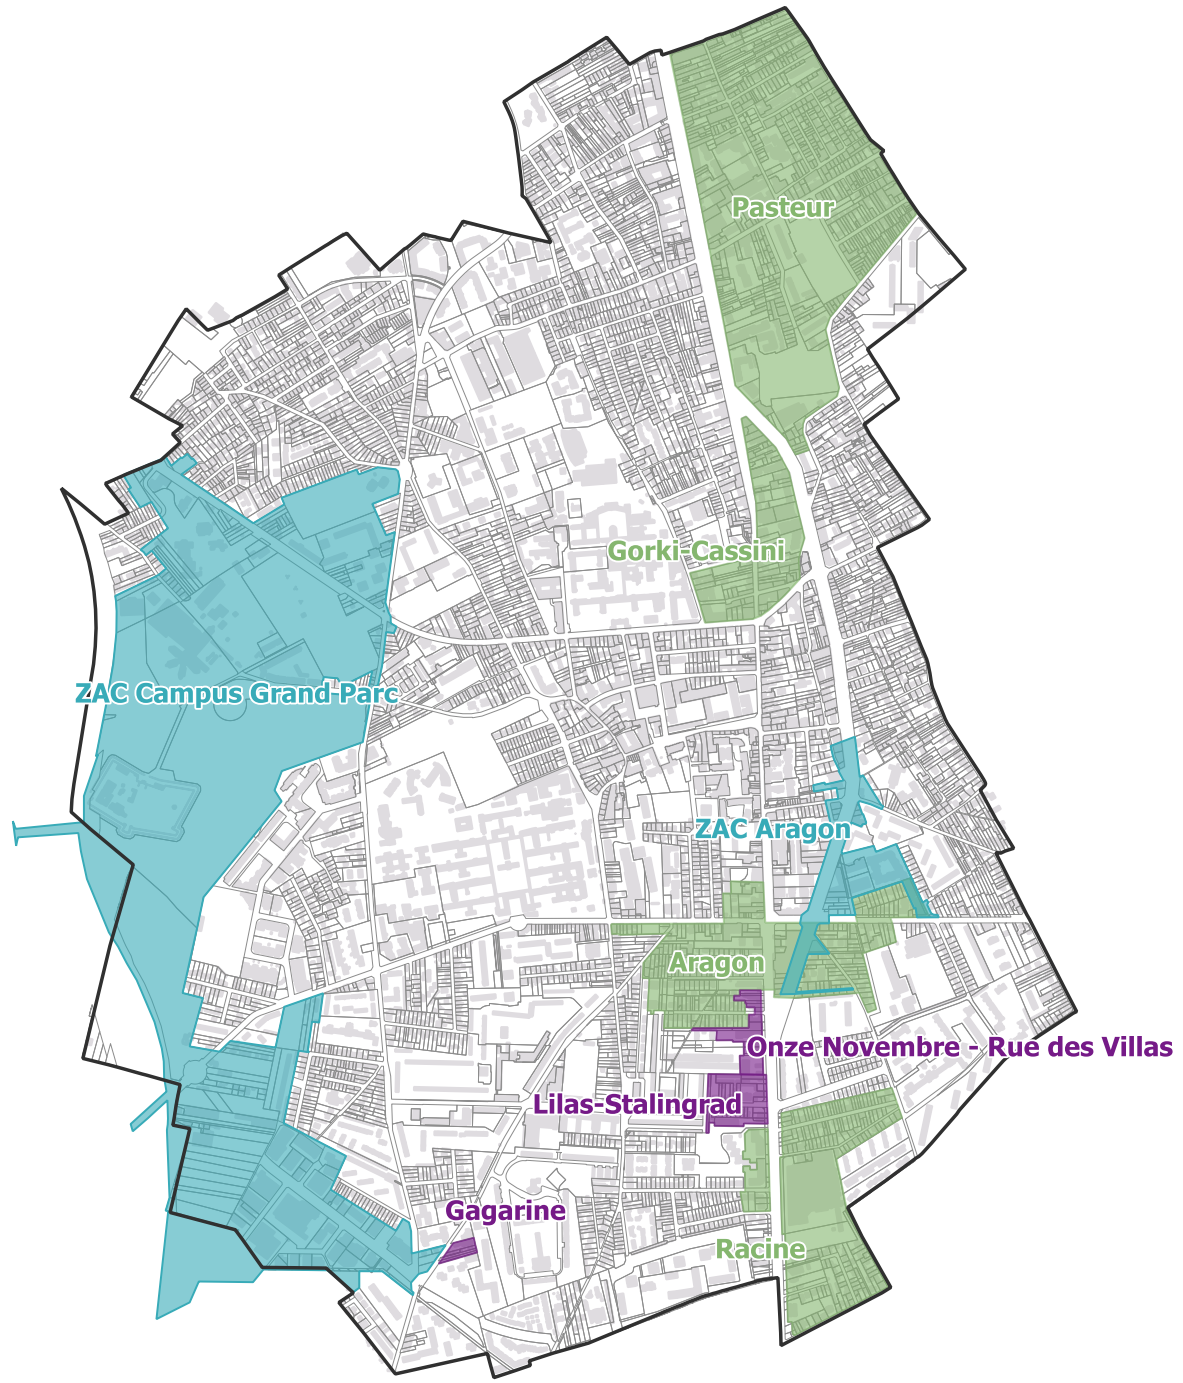 Pasteur
Gorki-Cassini
ZAC Campus Grand Parc
ZAC Aragon
Aragon
Onze Novembre - Rue des Villas
Lilas-Stalingrad
Gagarine
Racine